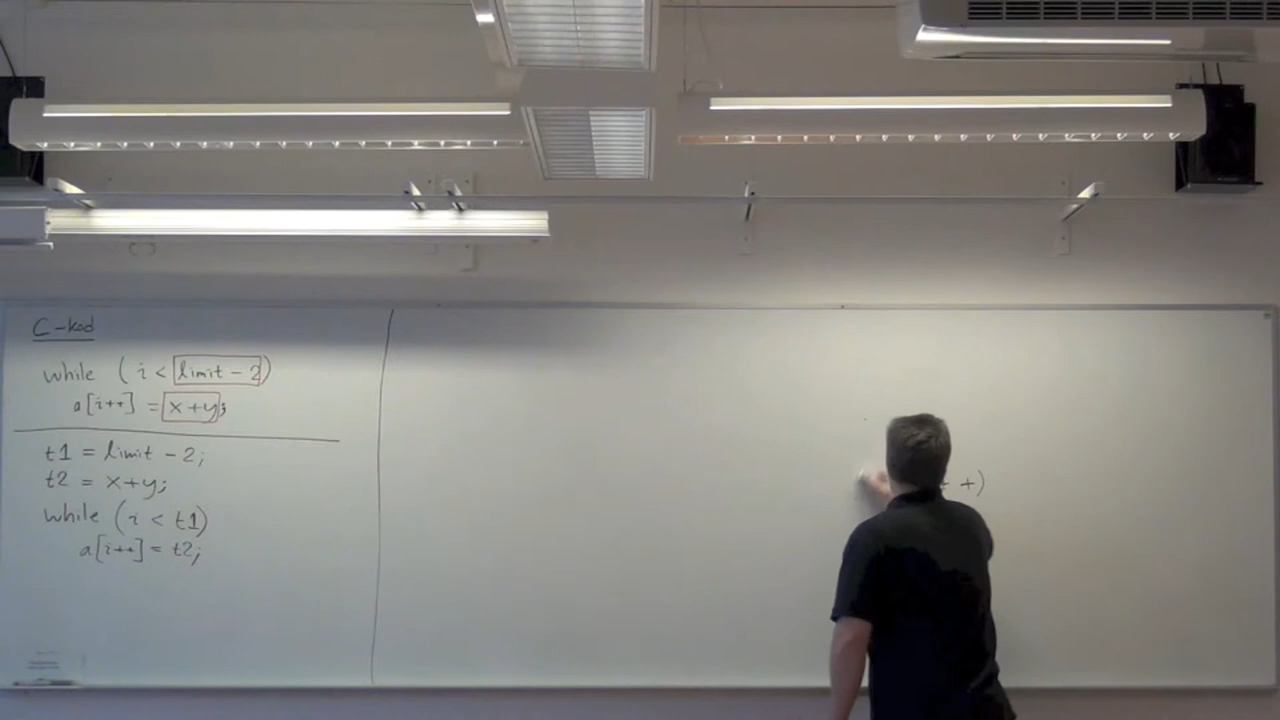 C-kod
while (i < limit - 2)
a[i++] = x+y;
t1 = limit - 2;
t2 = x+y;
while (i < t1)
a[i++] = t2;
+)